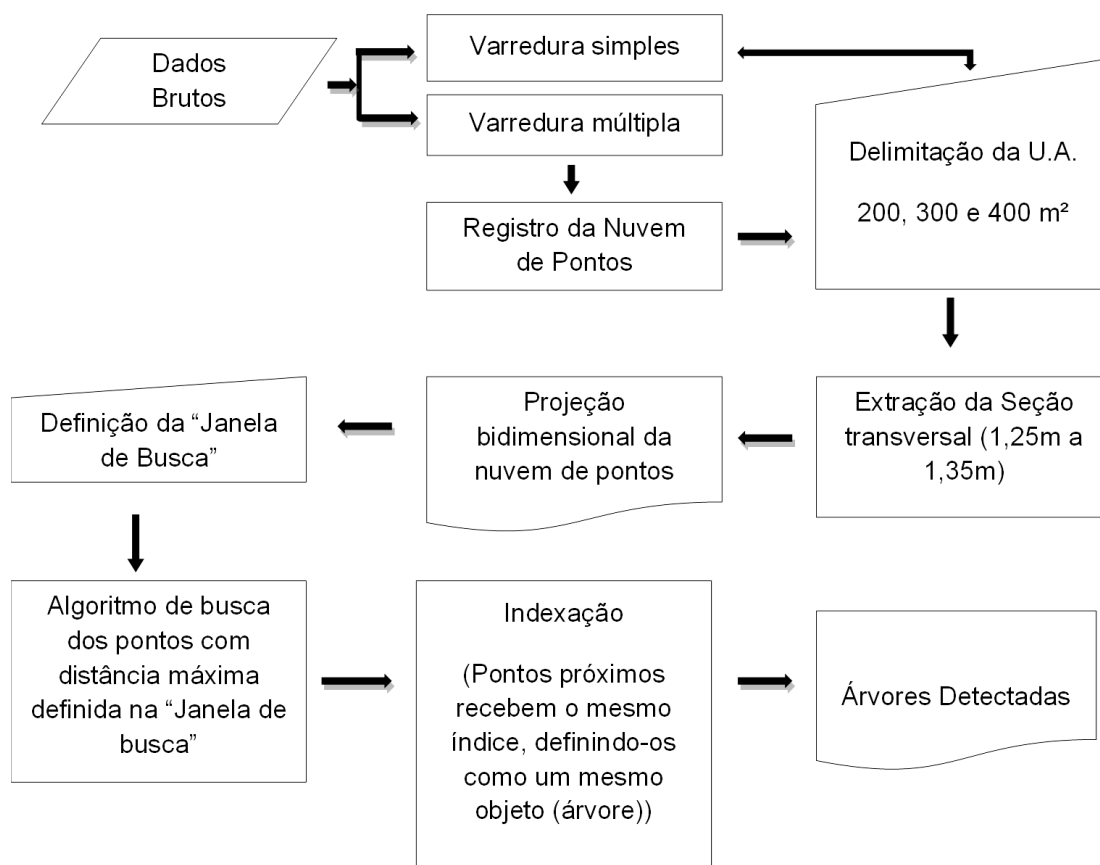 Dados
Brutos
Varredura simples
Varredura múltipla
Registro da Nuvem
de Pontos
Delimitação da U.A.
200, 300 e 400 m²
Extração da Seção
transversal (1,25m a
1,35m)
Projeção
bidimensional da
nuvem de pontos
Definição da “Janela
de Busca”
Algoritmo de busca
dos pontos com
distância máxima
definida na “Janela de
busca”
Indexação
(Pontos próximos
recebem o mesmo
índice, definindo-os
como um mesmo
objeto (árvore))
Árvores Detectadas